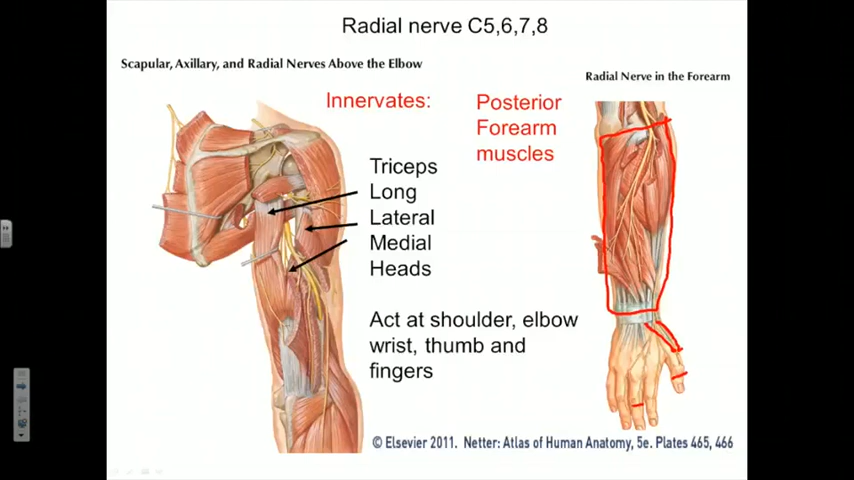 Radial nerve C5,6,7,8
Scapular, Axillary, and Radial Nerves Above the Elbow
Radial Nerve in the Forearm
Innervates:
Posterior
Forearm
muscles
Triceps
Long
Lateral
Medial
Heads
Act at shoulder, elbow
wrist, thumb and
fingers
© Elsevier 2011. Netter: Atlas of Human Anatomy, 5e. Plates 465, 466